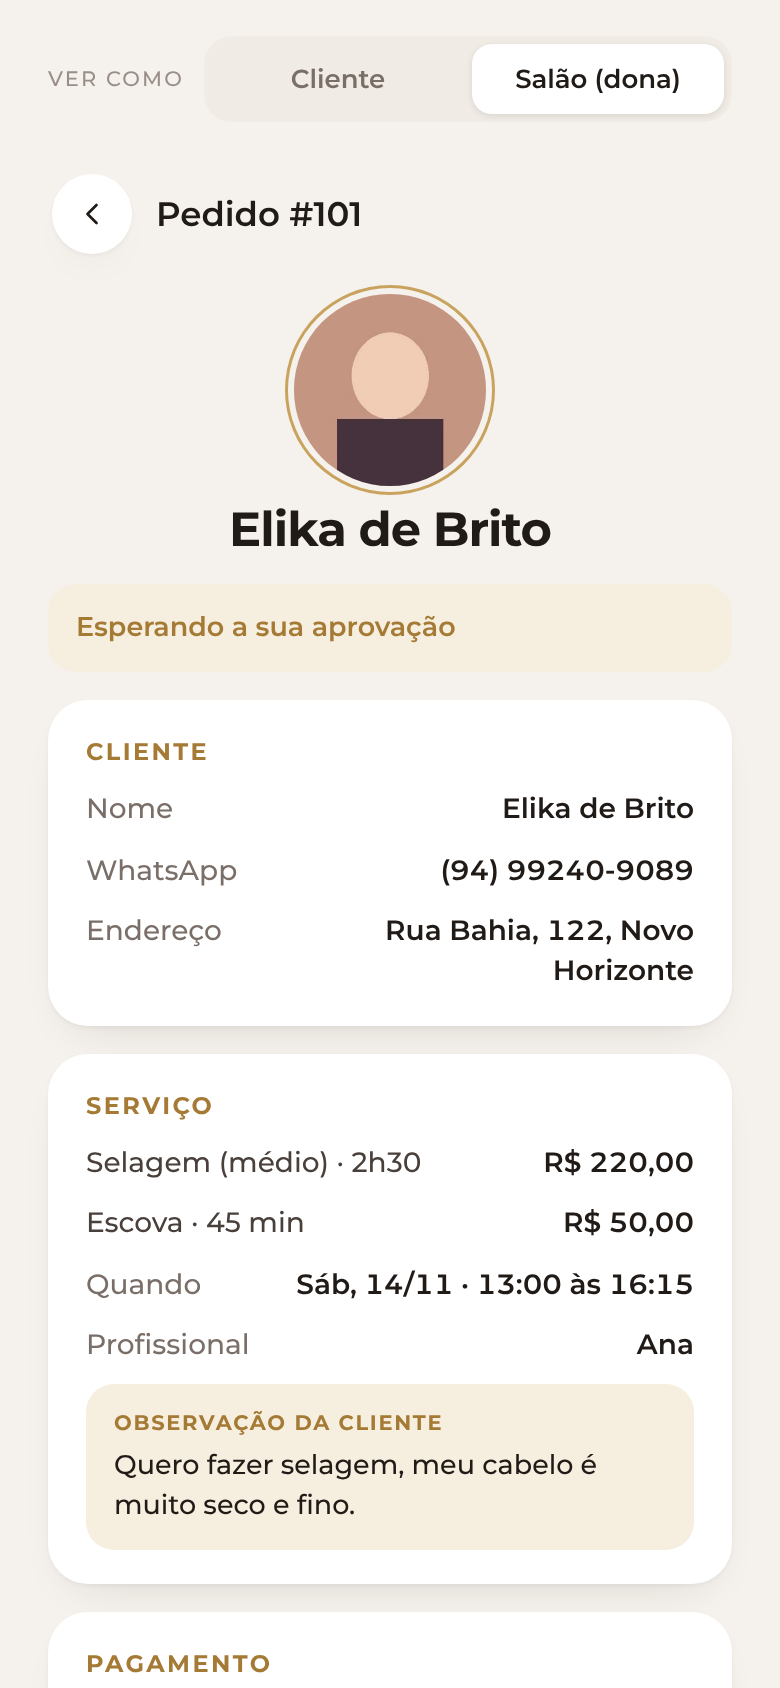 VER COMO
Cliente
Salão (dona)
Pedido #101
Elika de Brito
Esperando a sua aprovação
CLIENTE
Nome
Elika de Brito
WhatsApp
(94) 99240-9089
Endereço
Rua Bahia, 122, Novo
Horizonte
SERVIÇO
Selagem (médio) · 2h30
R$ 220,00
Escova · 45 min
R$ 50,00
Quando
Sáb, 14/11 · 13:00 às 16:15
Profissional
Ana
OBSERVAÇÃO DA CLIENTE
Quero fazer selagem, meu cabelo é
muito seco e fino.
PAGAMENTO